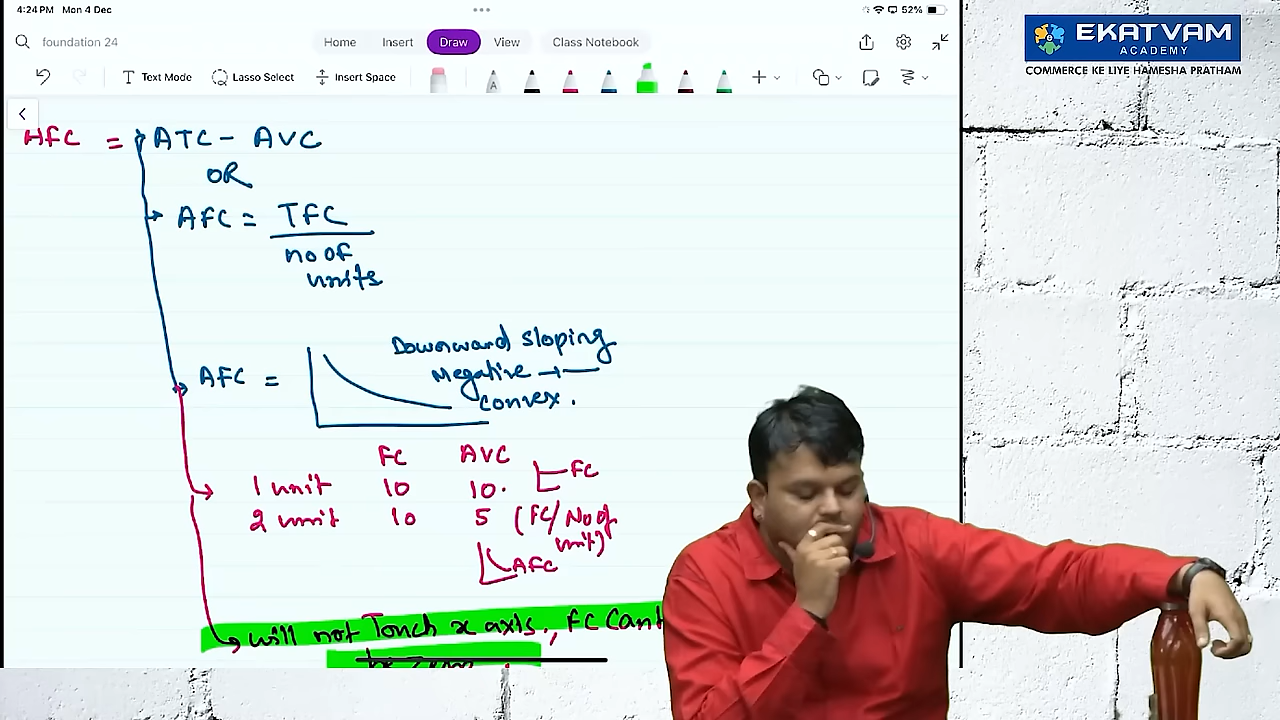 4:24 PM Mon 4 Dec
52%
foundation 24
Home Insert Draw View Class Notebook
Text Mode Lasso Select Insert Space
EKATVAM
ACADEMY
COMMERCE KE LIYE HAMESHA PRATHAM
AFC = ATC - AVC
OR
AFC = TFC
no of
units
AFC =
Downward sloping
Negative
convex.
FC AVC
1 unit 10 10.
FC
2 unit 10 5 (FC/No of
unit)
AFC
will not Touch x axis, FC Cant
be zero